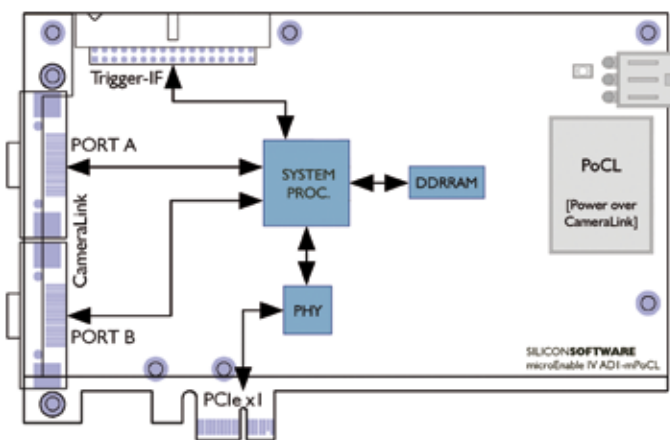 Trigger-IF
PORT A
CameraLink
PORT B
SYSTEM
PROC.
DDRRAM
PHY
PCIe x1
PoCL
[Power over
CameraLink]
SILICONSOFTWARE
microEnable IV AD1-mPoCL